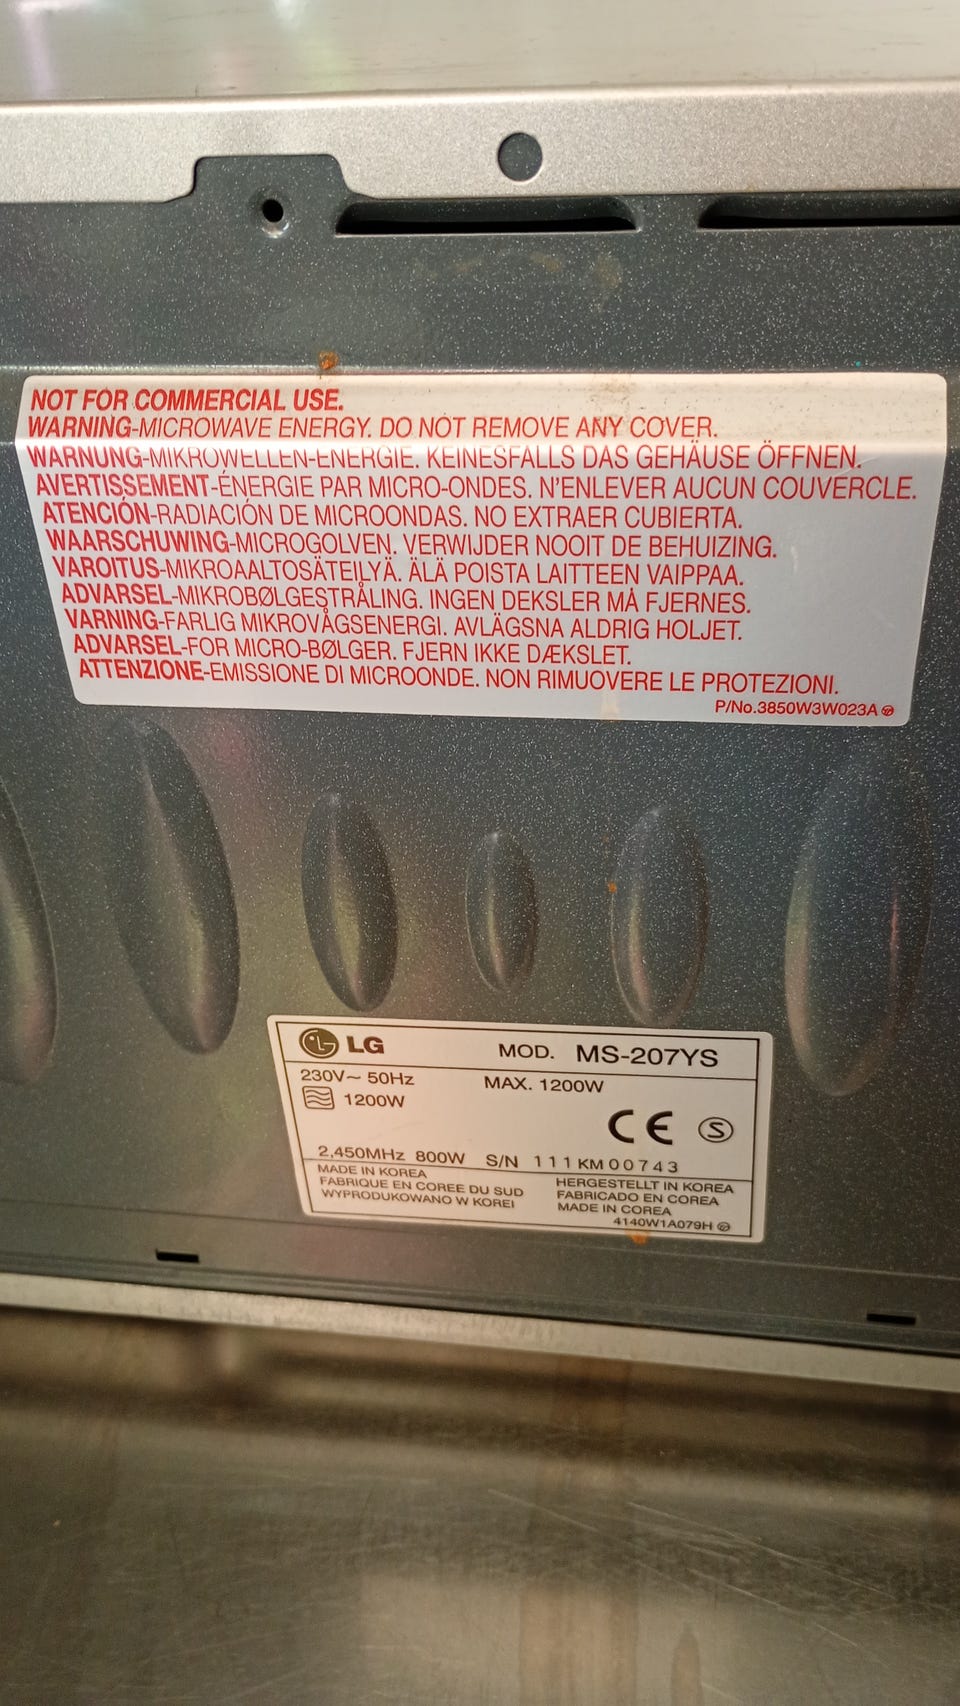 NOT FOR COMMERCIAL USE.
WARNING-MICROWAVE ENERGY. DO NOT REMOVE ANY COVER.
WARNUNG-MIKROWELLEN-ENERGIE. KEINESFALLS DAS GEHÄUSE ÖFFNEN.
AVERTISSEMENT-ÉNERGIE PAR MICRO-ONDES. N'ENLEVER AUCUN COUVERCLE.
ATENCIÓN-RADIACIÓN DE MICROONDAS. NO EXTRAER CUBIERTA.
WAARSCHUWING-MICROGOLVEN. VERWIJDER NOOIT DE BEHUIZING.
VAROITUS-MIKROAALTOSÄTEILYÄ. ÄLÄ POISTA LAITTEEN VAIPPAA.
ADVARSEL-MIKROBØLGESTRÅLING. INGEN DEKSLER MÅ FJERNES.
VARNING-FARLIG MIKROVÅGSENERGI. AVLÄGSNA ALDRIG HOLJET.
ADVARSEL-FOR MICRO-BØLGER. FJERN IKKE DÆKSLET.
ATTENZIONE-EMISSIONE DI MICROONDE. NON RIMUOVERE LE PROTEZIONI.
P/No.3850W3W023A
LG MOD. MS-207YS
230V~ 50Hz MAX. 1200W
1200W
CE S
2,450MHz 800W S/N 111KM00743
MADE IN KOREA
FABRIQUE EN COREE DU SUD
WYPRODUKOWANO W KOREI
HERGESTELLT IN KOREA
FABRICADO EN COREA
MADE IN COREA
4140W1A079H